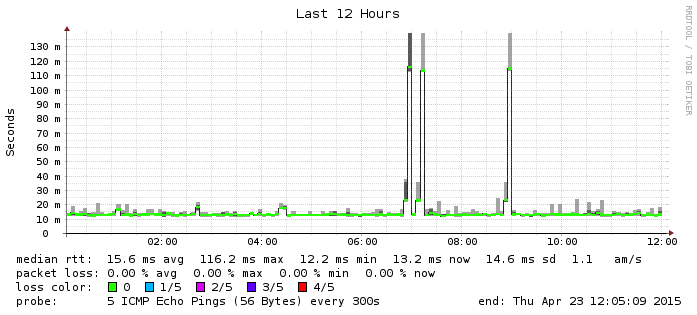 Last 12 Hours
RRDTOOL / TOBI OETIKER
Seconds
130 m
120 m
110 m
100 m
90 m
80 m
70 m
60 m
50 m
40 m
30 m
20 m
10 m
0
02:00 04:00 06:00 08:00 10:00 12:00
median rtt: 15.6 ms avg 116.2 ms max 12.2 ms min 13.2 ms now 14.6 ms sd 1.1 am/s
packet loss: 0.00 % avg 0.00 % max 0.00 % min 0.00 % now
loss color: 0 1/5 2/5 3/5 4/5
probe: 5 ICMP Echo Pings (56 Bytes) every 300s end: Thu Apr 23 12:05:09 2015